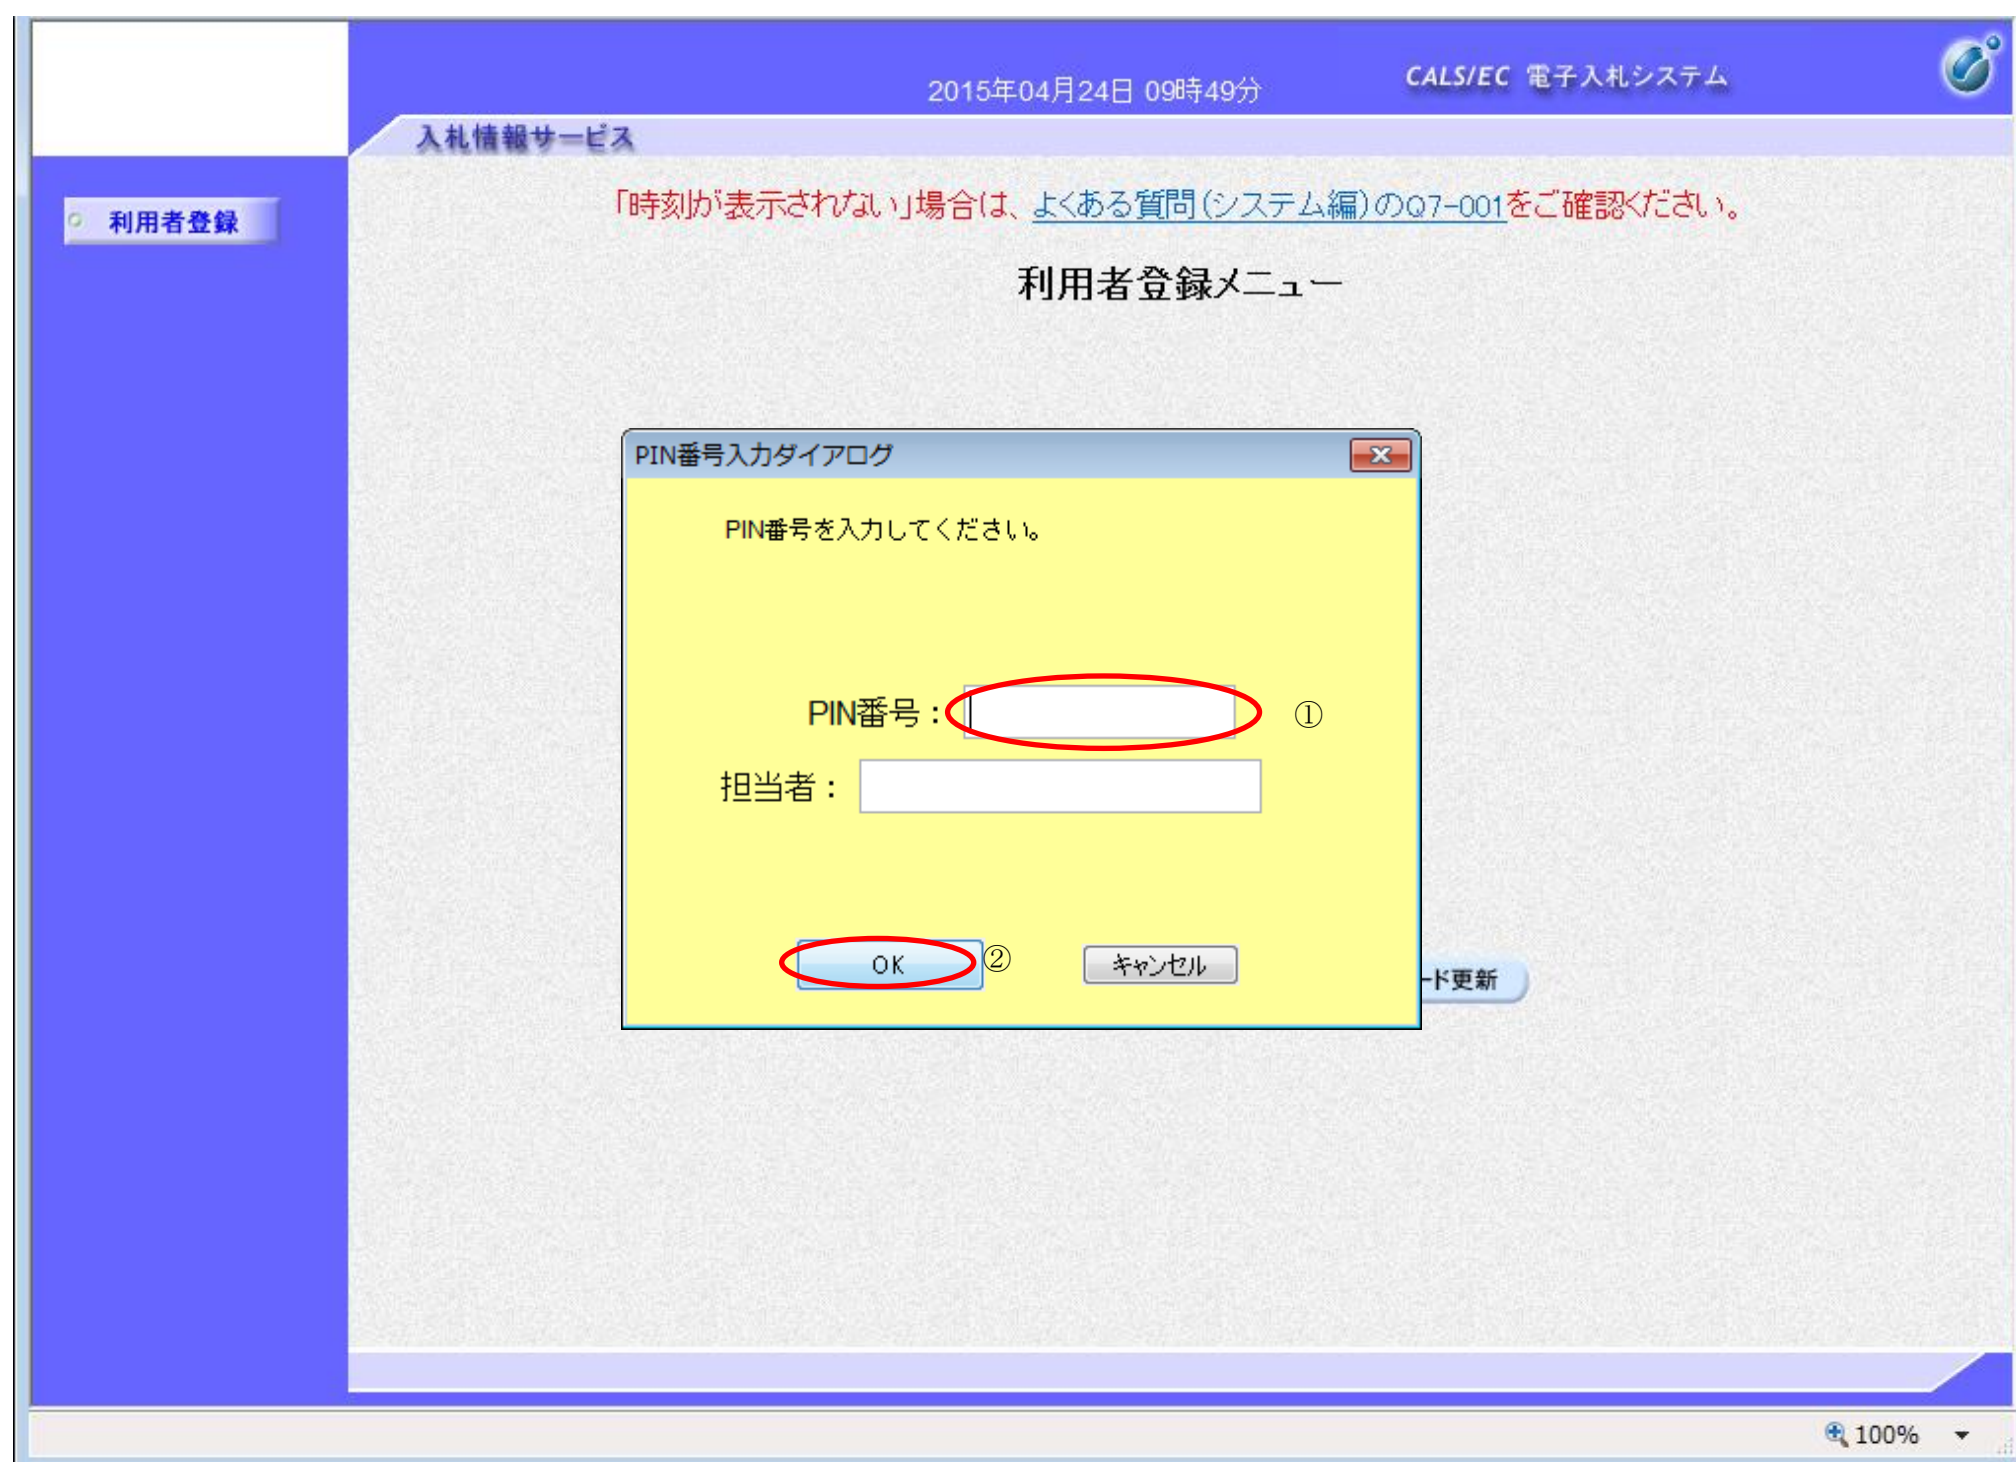 2015年04月24日 09時49分
CALS/EC 電子入札システム
入札情報サービス
利用者登録
「時刻が表示されない」場合は、よくある質問(システム編)のQ7-001をご確認ください。
利用者登録メニュー
PIN番号入力ダイアログ
PIN番号を入力してください。
PIN番号：
①
担当者：
OK
②
キャンセル
ード更新
100%